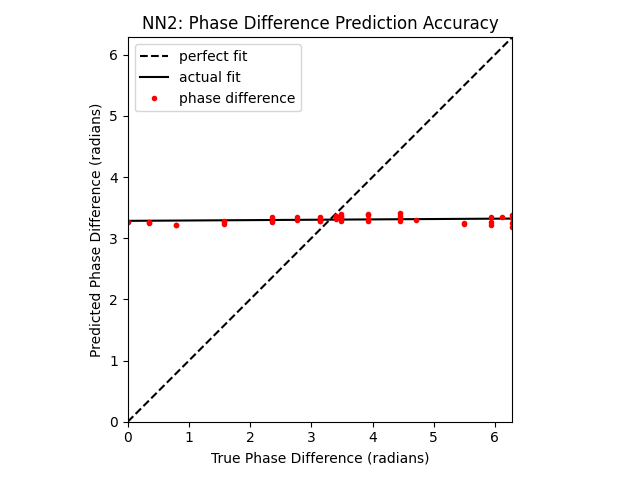 NN2: Phase Difference Prediction Accuracy
perfect fit
actual fit
phase difference
6
5
4
3
2
1
0
Predicted Phase Difference (radians)
0 1 2 3 4 5 6
True Phase Difference (radians)